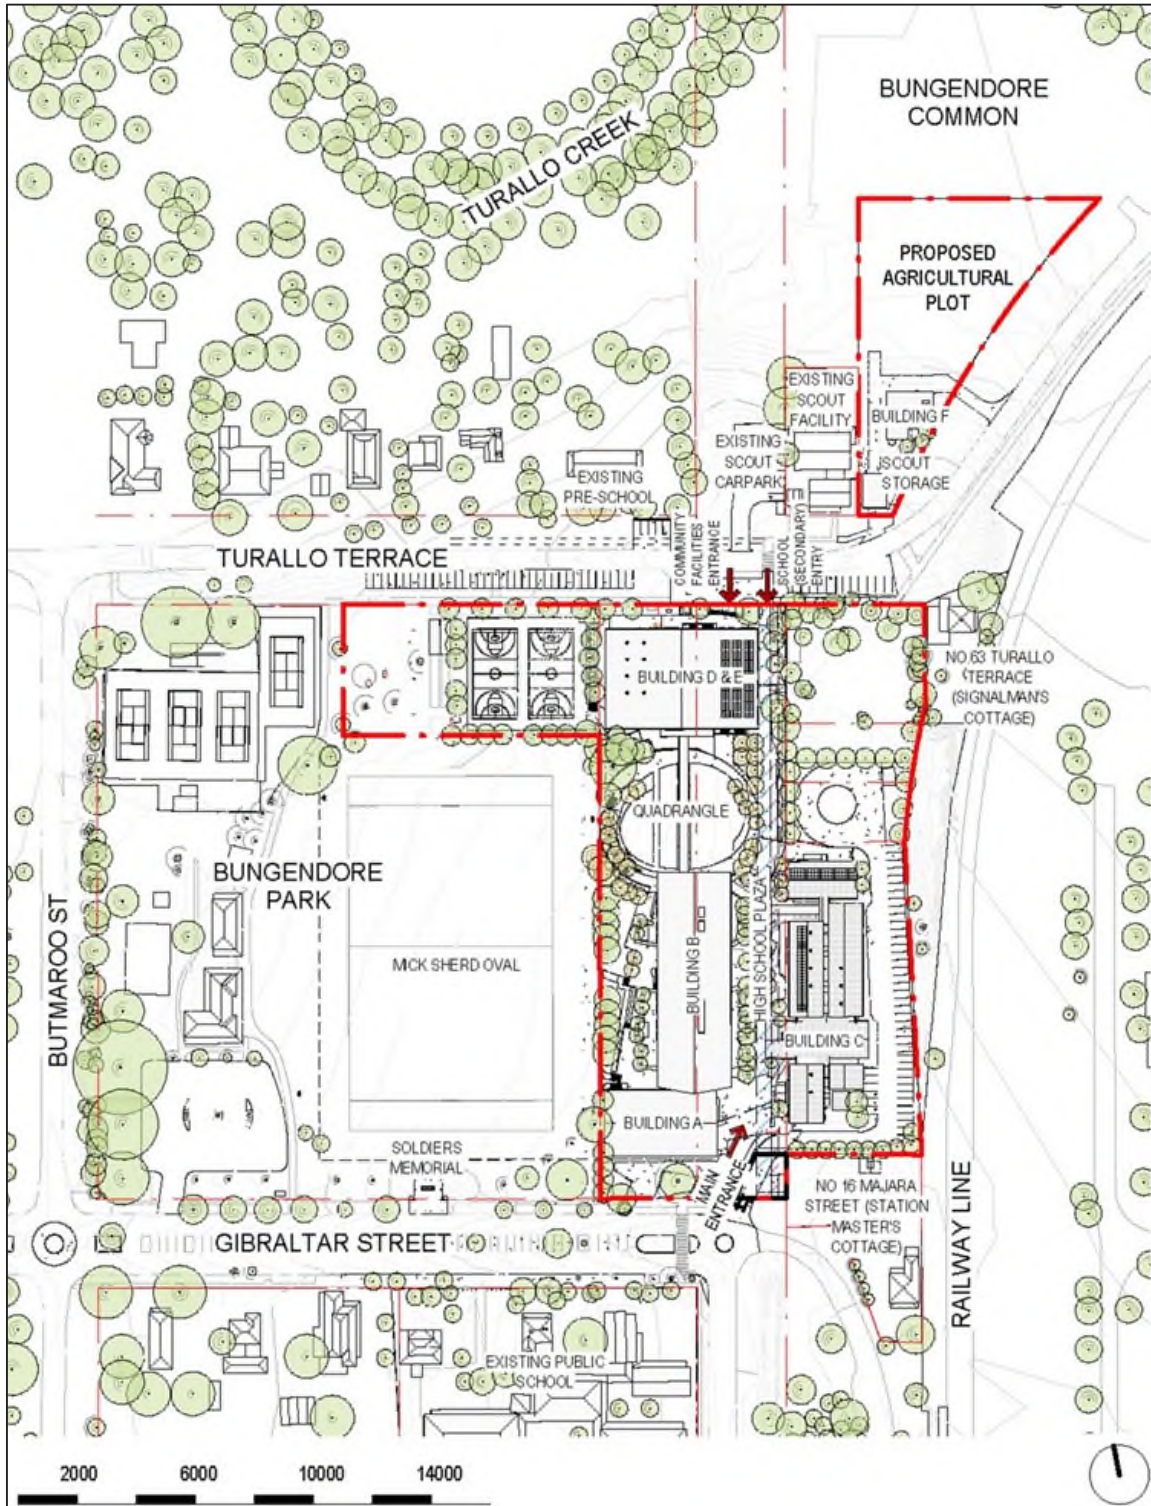 BUNGENDORE
COMMON
TURALLO CREEK
PROPOSED
AGRICULTURAL
PLOT
EXISTING
SCOUT
FACILITY
BUILDING F
EXISTING
SCOUT
CARPARK
SCOUT
STORAGE
EXISTING
PRE-SCHOOL
COMMUNITY
FACILITIES
ENTRANCE
SCHOOL
(SECONDARY)
ENTRY
TURALLO TERRACE
BUILDING D & E
NO.63 TURALLO
TERRACE
(SIGNALMAN'S
COTTAGE)
QUADRANGLE
BUNGENDORE
PARK
BUTMAROO ST
MICK SHERD OVAL
BUILDING B
HIGH SCHOOL PLAZA
BUILDING C
BUILDING A
SOLDIERS
MEMORIAL
MAIN
ENTRANCE
NO 16 MAJARA
STREET (STATION
MASTER'S
COTTAGE)
RAILWAY LINE
GIBRALTAR STREET
EXISTING PUBLIC
SCHOOL
2000 6000 10000 14000